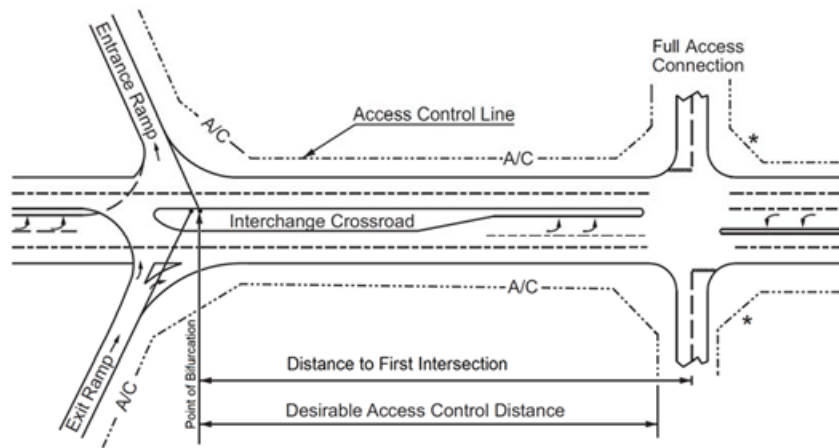 Full Access
Connection
Entrance Ramp
A/C
Access Control Line
*
A/C
Interchange Crossroad
A/C
*
Point of Bifurcation
Distance to First Intersection
Exit Ramp
A/C
Desirable Access Control Distance